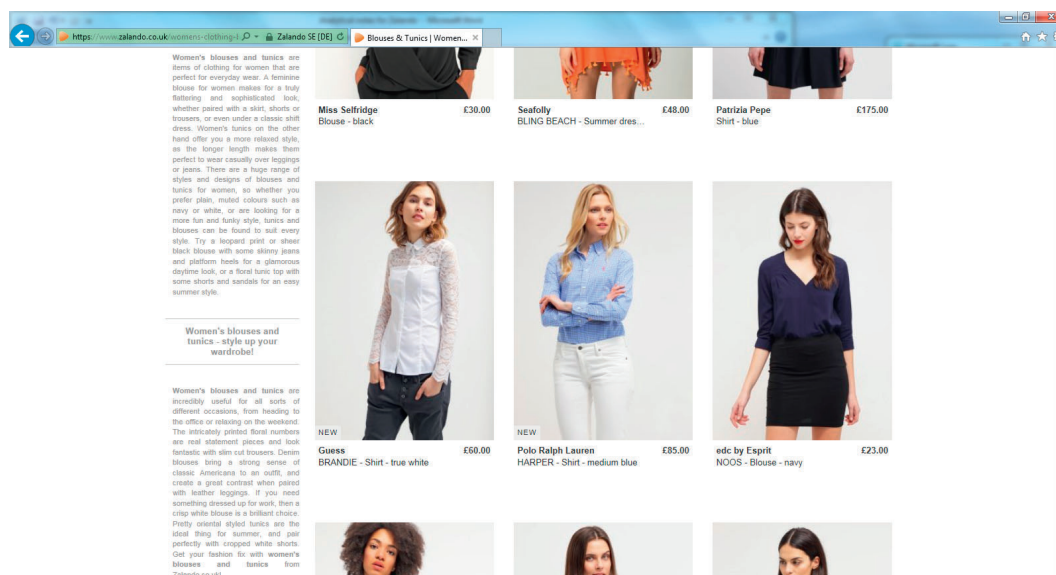 Analytical notes for Zalando - Microsoft Word
https://www.zalando.co.uk/womens-clothing-
Zalando SE [DE]
Blouses & Tunics | Women...
Women's blouses and tunics are
items of clothing for women that are
perfect for everyday wear. A feminine
blouse for women makes for a truly
flattering and sophisticated look,
whether paired with a skirt, shorts or
trousers, or even under a classic shift
dress. Women's tunics on the other
hand offer you a more relaxed style,
as the longer length makes them
perfect to wear casually over leggings
or jeans. There are a huge range of
styles and designs of blouses and
tunics for women, so whether you
prefer plain, muted colours such as
navy or white, or are looking for a
more fun and funky style, tunics and
blouses can be found to suit every
style. Try a leopard print or sheer
black blouse with some skinny jeans
and platform heels for a glamorous
daytime look, or a floral tunic top with
some shorts and sandals for an easy
summer style.
Women's blouses and
tunics - style up your
wardrobe!
Women's blouses and tunics are
incredibly useful for all sorts of
different occasions, from heading to
the office or relaxing on the weekend.
The intricately printed floral numbers
are real statement pieces and look
fantastic with slim cut trousers. Denim
blouses bring a strong sense of
classic Americana to an outfit, and
create a great contrast when paired
with leather leggings. If you need
something dressed up for work, then a
crisp white blouse is a brilliant choice.
Pretty oriental styled tunics are the
ideal thing for summer, and pair
perfectly with cropped white shorts.
Get your fashion fix with women's
blouses and tunics from
Zalando.co.uk!
Miss Selfridge £30.00
Blouse - black
Seafolly £48.00
BLING BEACH - Summer dres...
Patrizia Pepe £175.00
Shirt - blue
NEW
Guess £60.00
BRANDIE - Shirt - true white
NEW
Polo Ralph Lauren £85.00
HARPER - Shirt - medium blue
edc by Esprit £23.00
NOOS - Blouse - navy